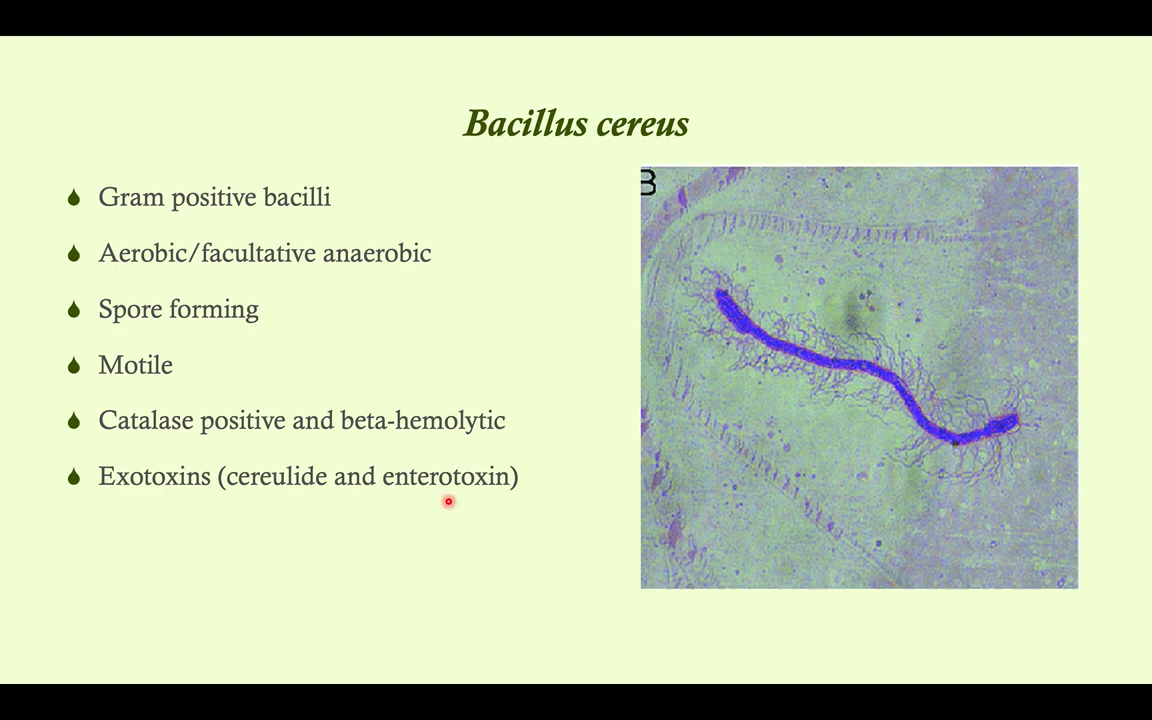 Bacillus cereus
Gram positive bacilli
Aerobic/facultative anaerobic
Spore forming
Motile
Catalase positive and beta-hemolytic
Exotoxins (cereulide and enterotoxin)
B